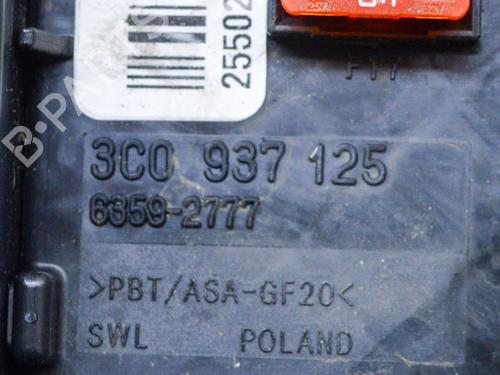 25502
F17
3C0 937 125
6359-2777
>PBT/ASA-GF20<
SWL POLAND
B-PARTS